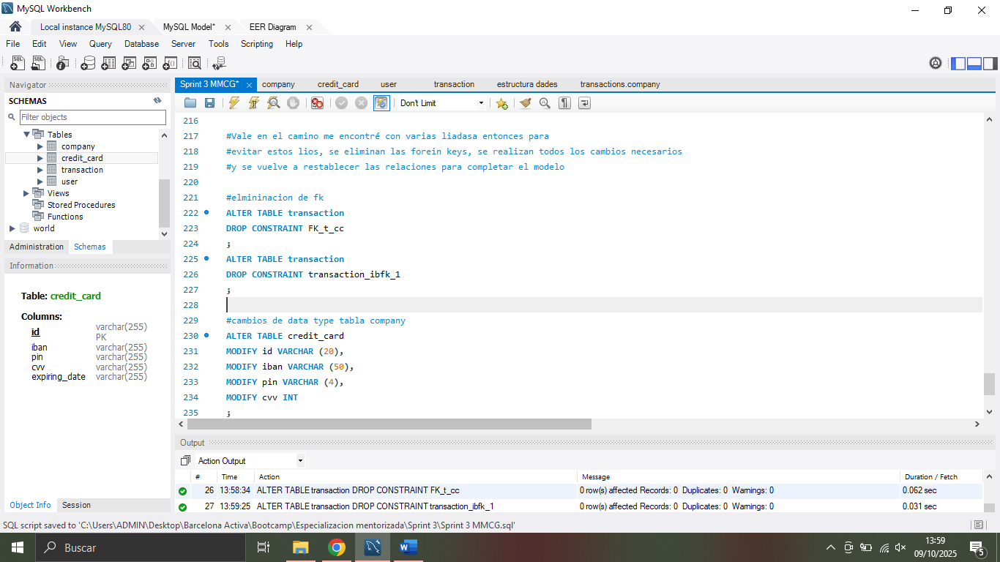 MySQL Workbench
Local instance MySQL80
MySQL Model*
EER Diagram
File Edit View Query Database Server Tools Scripting Help
Navigator
SCHEMAS
Filter objects
Tables
company
credit_card
transaction
user
Views
Stored Procedures
Functions
world
Administration Schemas
Information
Table: credit_card
Columns:
id varchar(255) PK
iban varchar(255)
pin varchar(255)
cvv varchar(255)
expiring_date varchar(255)
Object Info Session
Sprint 3 MMCG* company credit_card user transaction estructura dades transactions.company
Don't Limit
216
217 #Vale en el camino me encontré con varias liadasa entonces para
218 #evitar estos lios, se eliminan las forein keys, se realizan todos los cambios necesarios
219 #y se vuelve a restablecer las relaciones para completar el modelo
220
221 #elmininacion de fk
222 ALTER TABLE transaction
223 DROP CONSTRAINT FK_t_cc
224 ;
225 ALTER TABLE transaction
226 DROP CONSTRAINT transaction_ibfk_1
227 ;
228
229 #cambios de data type tabla company
230 ALTER TABLE credit_card
231 MODIFY id VARCHAR (20),
232 MODIFY iban VARCHAR (50),
233 MODIFY pin VARCHAR (4),
234 MODIFY cvv INT
235 ;
Output
Action Output
# Time Action Message Duration / Fetch
26 13:58:34 ALTER TABLE transaction DROP CONSTRAINT FK_t_cc 0 row(s) affected Records: 0 Duplicates: 0 Warnings: 0 0.062 sec
27 13:59:25 ALTER TABLE transaction DROP CONSTRAINT transaction_ibfk_1 0 row(s) affected Records: 0 Duplicates: 0 Warnings: 0 0.031 sec
SQL script saved to 'C:\Users\ADMIN\Desktop\Barcelona Activa\Bootcamp\Especializacion mentorizada\Sprint 3\Sprint 3 MMCG.sql'
Buscar
13:59
09/10/2025
5